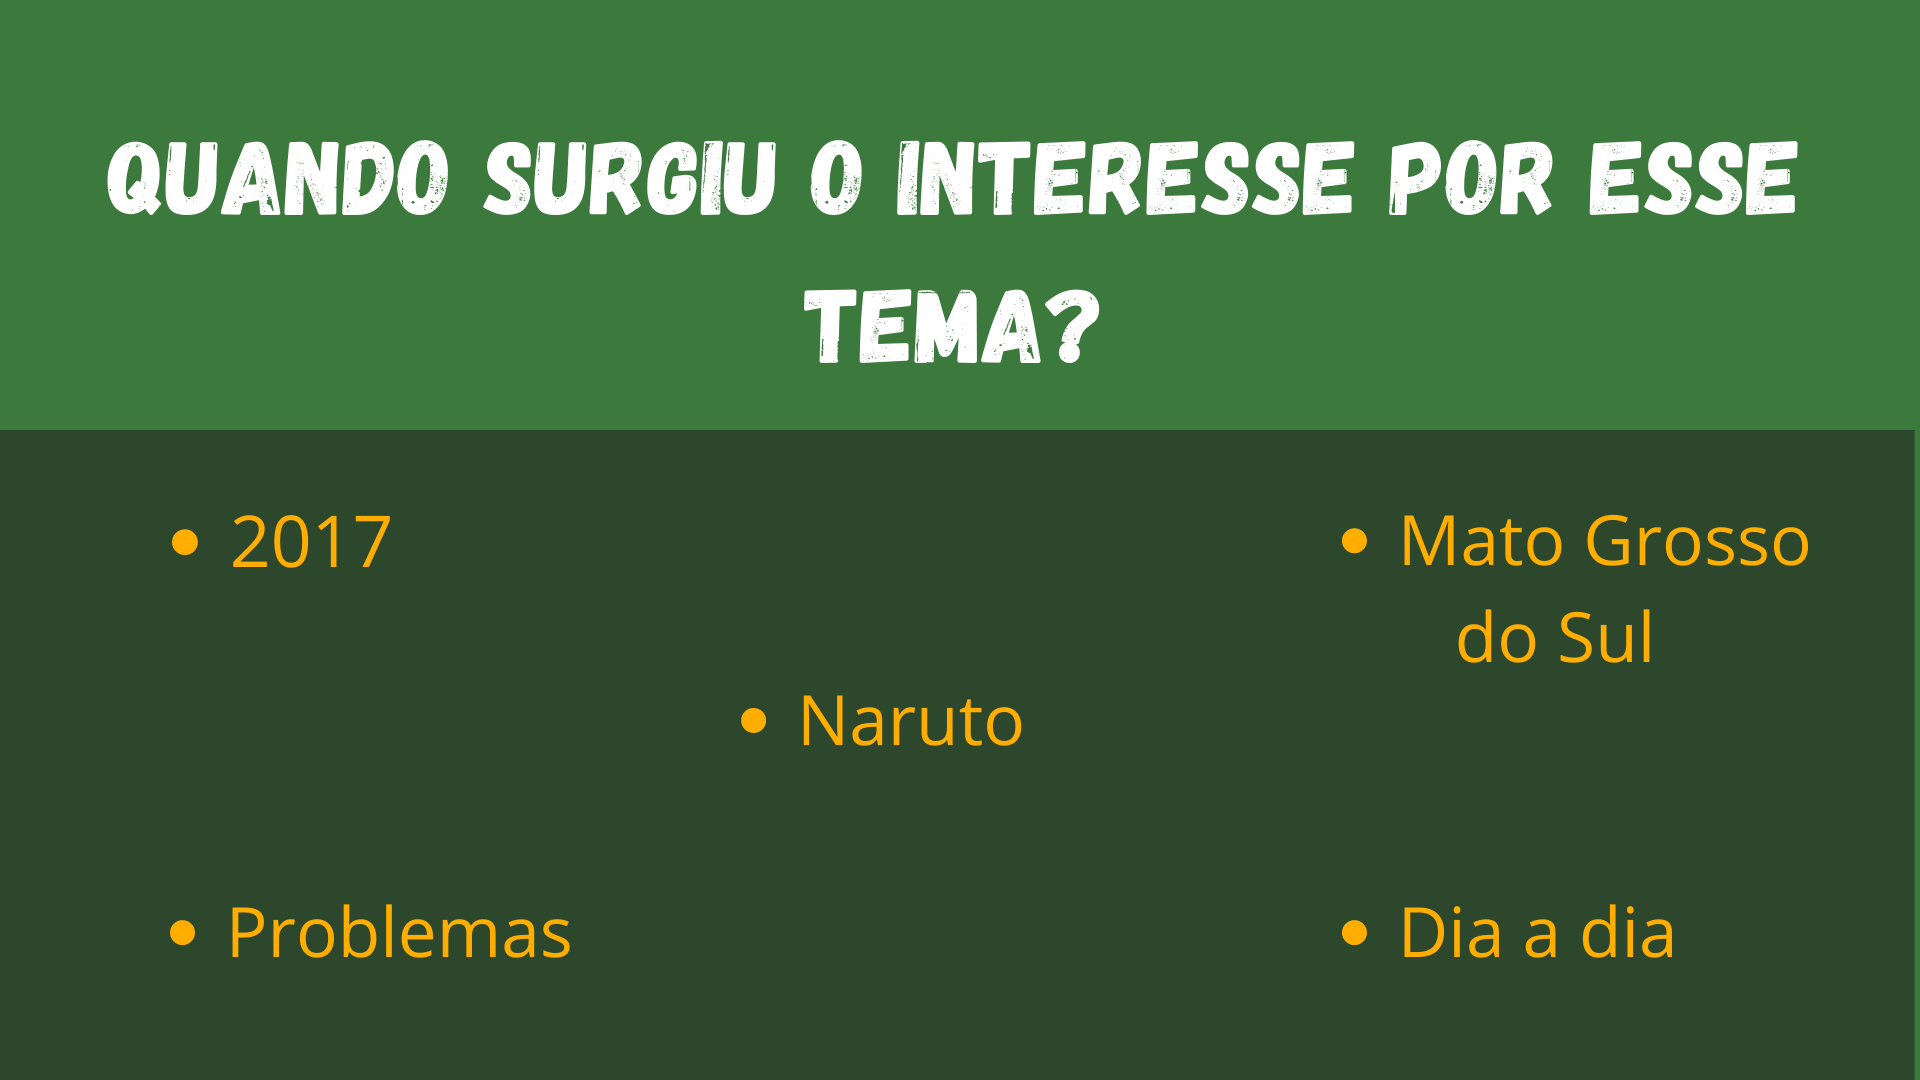 QUANDO SURGIU O INTERESSE POR ESSE
TEMA?
• 2017
• Mato Grosso
do Sul
• Naruto
• Problemas
• Dia a dia